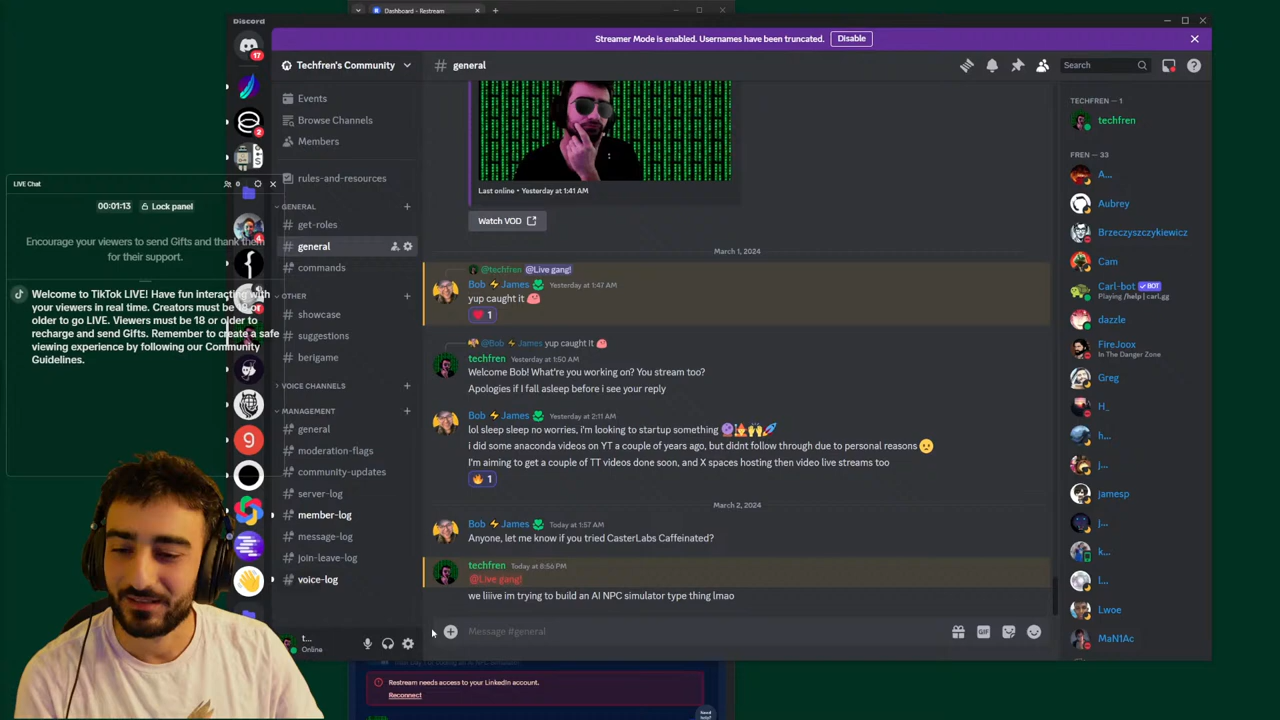 Dashboard - Restream
Discord
Streamer Mode is enabled. Usernames have been truncated.
Disable
Techfren's Community
general
Search
Events
Browse Channels
Members
rules-and-resources
GENERAL
get-roles
general
commands
OTHER
showcase
suggestions
berigame
VOICE CHANNELS
MANAGEMENT
general
moderation-flags
community-updates
server-log
member-log
message-log
join-leave-log
voice-log
t...
Online
17
2
4
LIVE Chat
0
00:01:13
Lock panel
Encourage your viewers to send Gifts and thank them
for their support.
Welcome to TikTok LIVE! Have fun interacting with
your viewers in real time. Creators must be 18 or
older to go LIVE. Viewers must be 18 or older to
recharge and send Gifts. Remember to create a safe
viewing experience by following our Community
Guidelines.
Last online • Yesterday at 1:41 AM
Watch VOD
March 1, 2024
@techfren @Live gang!
Bob ⚡ James Yesterday at 1:47 AM
yup caught it
1
@Bob ⚡ James yup caught it
techfren Yesterday at 1:50 AM
Welcome Bob! What're you working on? You stream too?
Apologies if I fall asleep before i see your reply
Bob ⚡ James Yesterday at 2:11 AM
lol sleep sleep no worries, i'm looking to startup something
i did some anaconda videos on YT a couple of years ago, but didnt follow through due to personal reasons
I'm aiming to get a couple of TT videos done soon, and X spaces hosting then video live streams too
1
March 2, 2024
Bob ⚡ James Today at 1:57 AM
Anyone, let me know if you tried CasterLabs Caffeinated?
techfren Today at 8:56 PM
@Live gang!
we liiive im trying to build an AI NPC simulator type thing lmao
Message #general
GIF
TECHFREN — 1
techfren
FREN — 33
A...
Aubrey
Brzeczyszczykiewicz
Cam
Carl-bot BOT
Playing /help | carl.gg
dazzle
FireJoox
In The Danger Zone
Greg
H_
h...
j...
jamesp
j...
k...
l...
Lwoe
MaN1Ac
Restream needs access to your LinkedIn account.
Reconnect
Need
help?